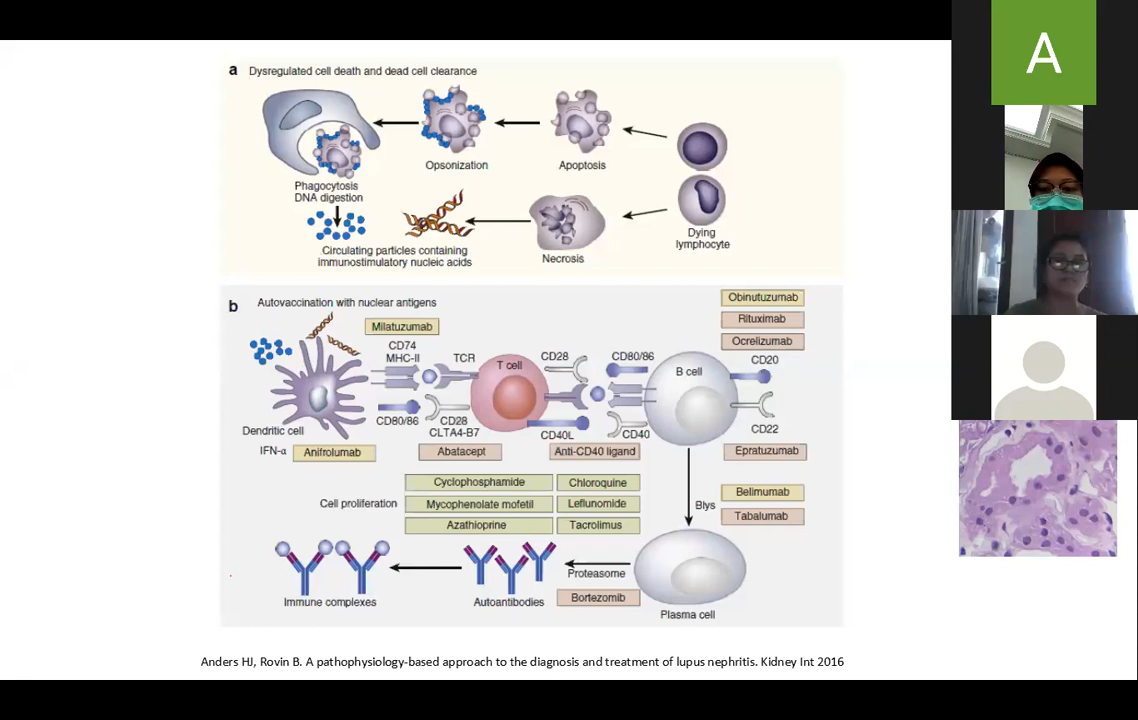 a Dysregulated cell death and dead cell clearance
Opsonization
Apoptosis
Phagocytosis
DNA digestion
Dying
lymphocyte
Circulating particles containing
immunostimulatory nucleic acids
Necrosis
b Autovaccination with nuclear antigens
Obinutuzumab
Rituximab
Ocrelizumab
Milatuzumab
CD74
MHC-II
TCR
T cell
CD28
CD80/86
B cell
CD20
CD80/86
CD28
CLTA4-B7
CD40L
CD40
CD22
Dendritic cell
IFN-α
Anifrolumab
Abatacept
Anti-CD40 ligand
Epratuzumab
Cell proliferation
Cyclophosphamide
Chloroquine
Mycophenolate mofetil
Leflunomide
Azathioprine
Tacrolimus
Blys
Belimumab
Tabalumab
Immune complexes
Autoantibodies
Proteasome
Bortezomib
Plasma cell
Anders HJ, Rovin B. A pathophysiology-based approach to the diagnosis and treatment of lupus nephritis. Kidney Int 2016
A